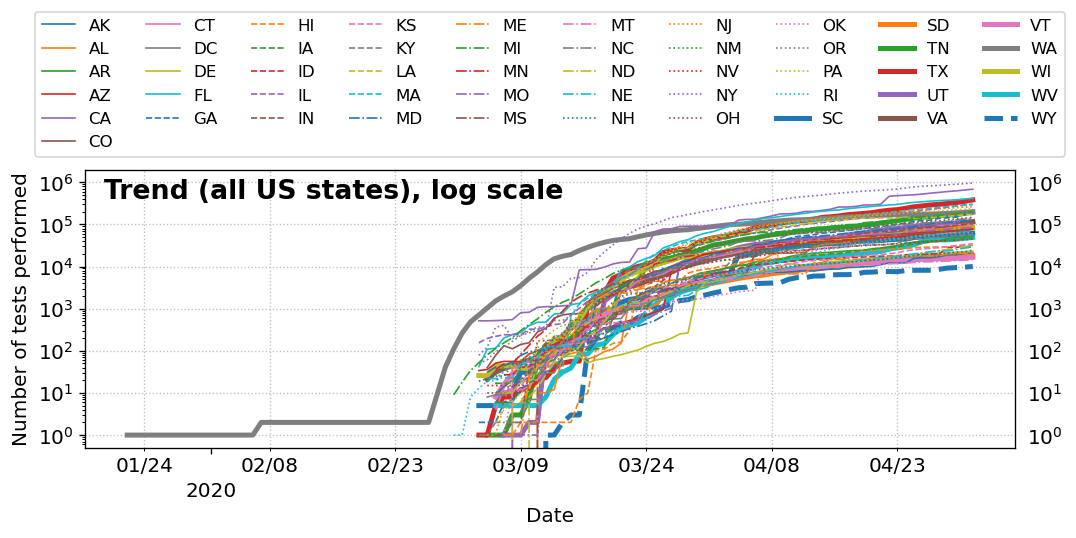 AK CT HI KS ME MT NJ OK SD VT
AL DC IA KY MI NC NM OR TN WA
AR DE ID LA MN ND NV PA TX WI
AZ FL IL MA MO NE NY RI UT WV
CA GA IN MD MS NH OH SC VA WY
CO
Trend (all US states), log scale
Number of tests performed
10⁶ 10⁶
10⁵ 10⁵
10⁴ 10⁴
10³ 10³
10² 10²
10¹ 10¹
10⁰ 10⁰
01/24 02/08 02/23 03/09 03/24 04/08 04/23
2020
Date